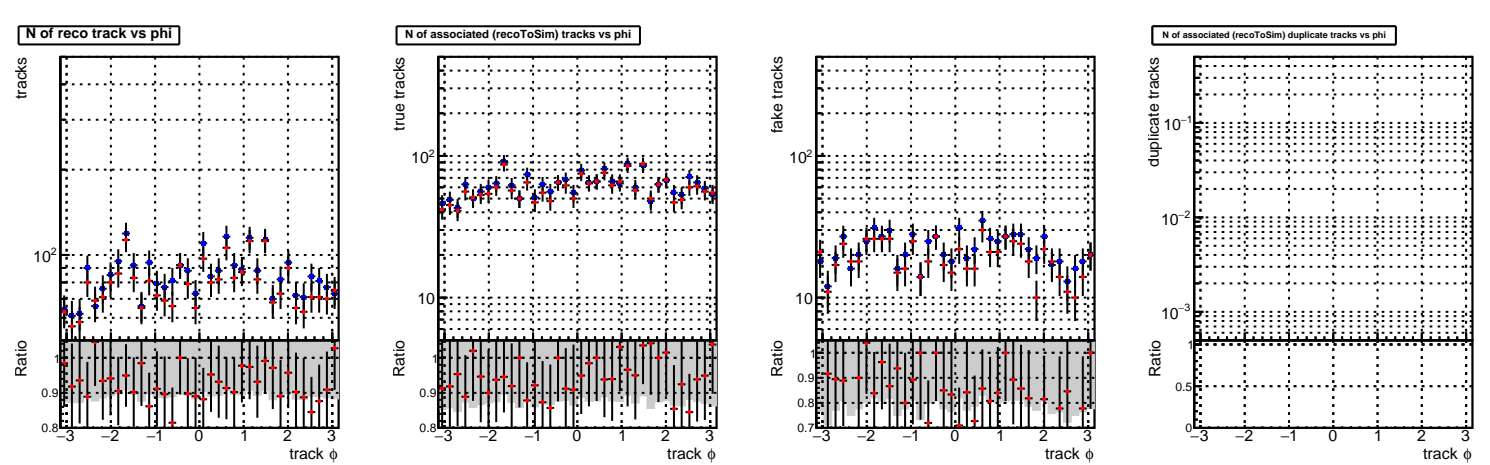 N of reco track vs phi
tracks
10²
Ratio
1
0.9
0.8
−3 −2 −1 0 1 2 3
track ϕ
N of associated (recoToSim) tracks vs phi
true tracks
10²
10
Ratio
1
0.9
0.8
−3 −2 −1 0 1 2 3
track ϕ
fake tracks
10²
10
Ratio
1
0.9
0.8
0.7
−3 −2 −1 0 1 2 3
track ϕ
N of associated (recoToSim) duplicate tracks vs phi
duplicate tracks
10⁻¹
10⁻²
10⁻³
Ratio
1
0.5
0
−3 −2 −1 0 1 2 3
track ϕ